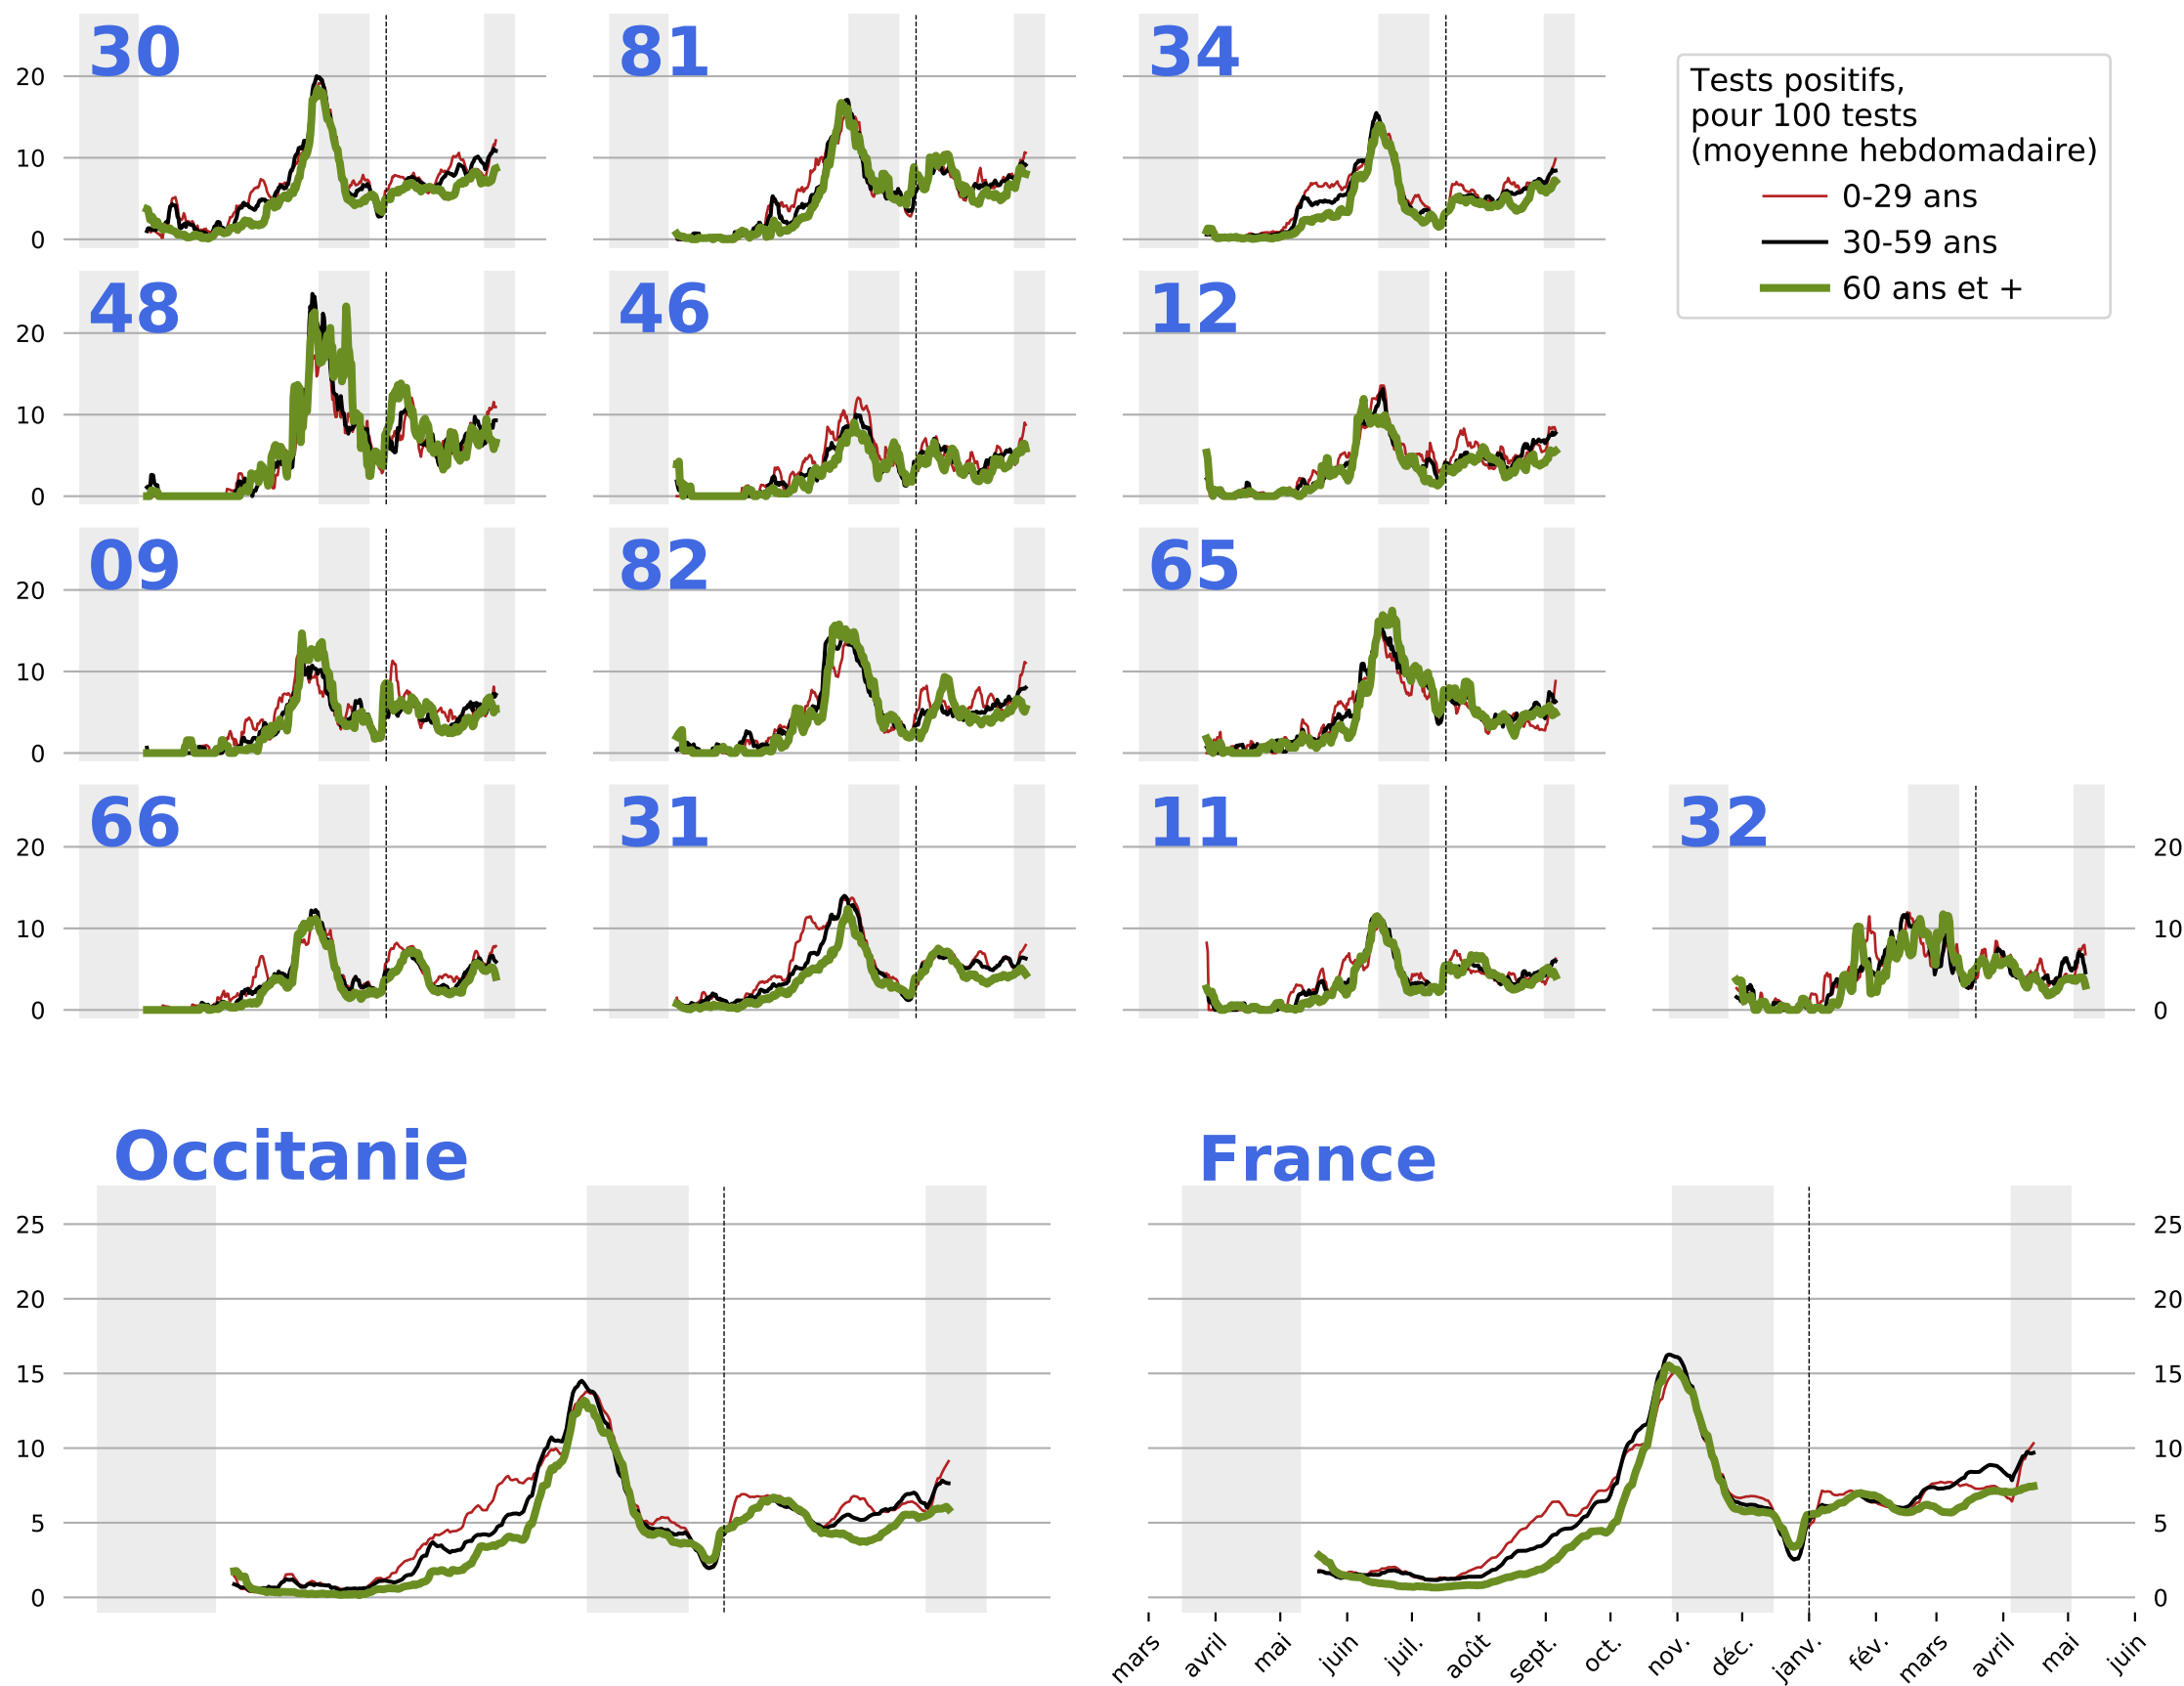 30
81
34
20
10
0
Tests positifs,
pour 100 tests
(moyenne hebdomadaire)
0-29 ans
30-59 ans
60 ans et +
48
46
12
20
10
0
09
82
65
20
10
0
66
31
11
32
20
10
0
20
10
0
Occitanie
25
20
15
10
5
0
France
25
20
15
10
5
0
mars
avril
mai
juin
juil.
août
sept.
oct.
nov.
déc.
janv.
fév.
mars
avril
mai
juin